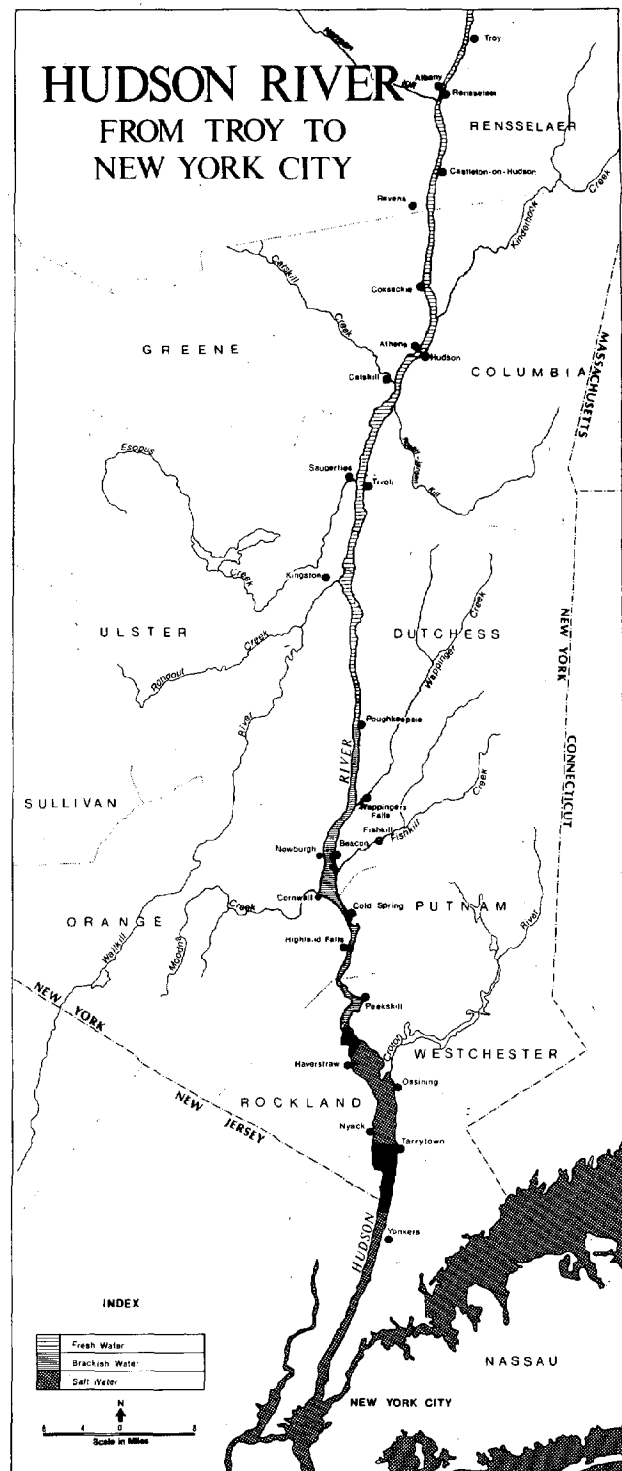 HUDSON RIVER
FROM TROY TO
NEW YORK CITY
Troy
Albany
Rensselaer
RENSSELAER
Castleton-on-Hudson
Ravena
Kinderhook
Creek
Catskill
Creek
Coxsackie
Athens
Hudson
GREENE
MASSACHUSETTS
Catskill
COLUMBIA
Kil
Esopus
Creek
Saugerties
Tivoli
Kingston
ULSTER
Rondout
Creek
DUTCHESS
Wappinger
Creek
NEW YORK
CONNECTICUT
River
Poughkeepsie
RIVER
SULLIVAN
Wappingers
Falls
Fishkill
Fishkill
Creek
Newburgh
Beacon
Cornwall
Cold Spring
PUTNAM
ORANGE
Wallkill
Moodna
Creek
Highland Falls
River
Peekskill
NEW YORK
NEW JERSEY
Croton
WESTCHESTER
Haverstraw
Ossining
ROCKLAND
Nyack
Tarrytown
HUDSON
Yonkers
INDEX
Fresh Water
Brackish Water
Salt Water
NASSAU
NEW YORK CITY
N
8 4 0 8
Scale in Miles